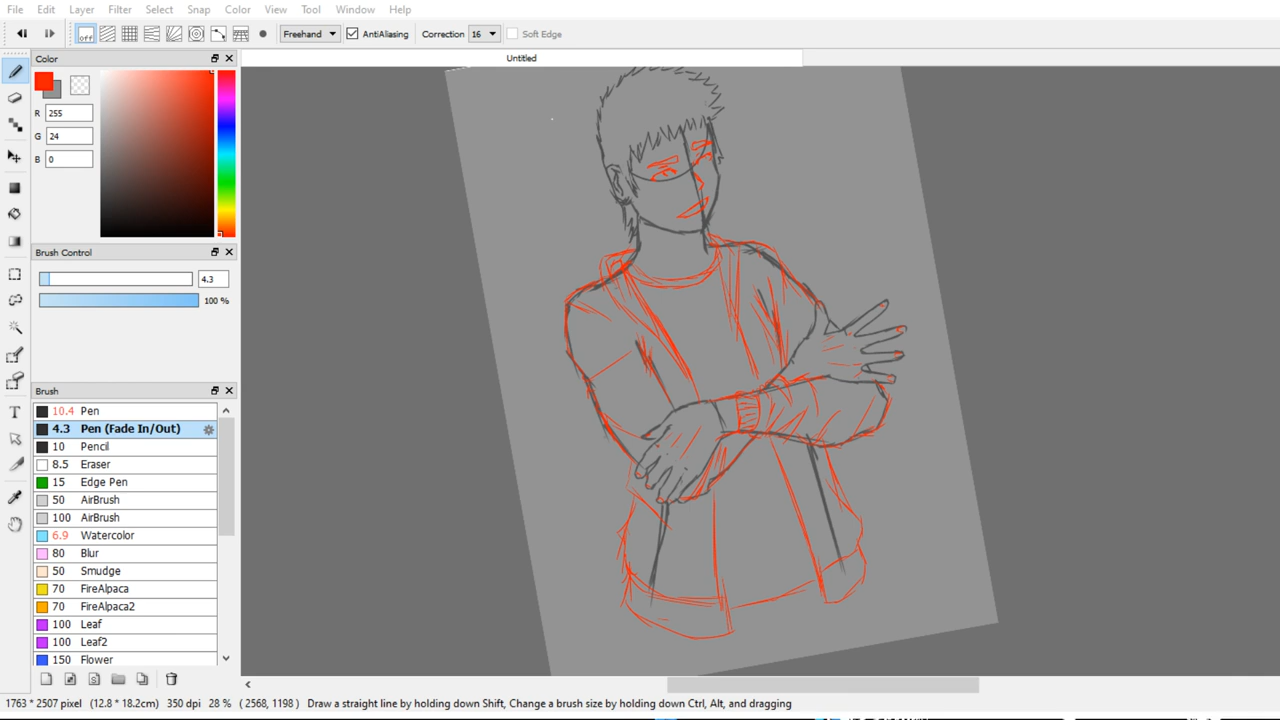 File Edit Layer Filter Select Snap Color View Tool Window Help
off Freehand AntiAliasing Correction 16 Soft Edge
Color Untitled
R 255
G 24
B 0
Brush Control
4.3
100 %
Brush
10.4 Pen
4.3 Pen (Fade In/Out)
10 Pencil
8.5 Eraser
15 Edge Pen
50 AirBrush
100 AirBrush
6.9 Watercolor
80 Blur
50 Smudge
70 FireAlpaca
70 FireAlpaca2
100 Leaf
100 Leaf2
150 Flower
1763 * 2507 pixel (12.8 * 18.2cm) 350 dpi 28 % ( 2568, 1198 ) Draw a straight line by holding down Shift, Change a brush size by holding down Ctrl, Alt, and dragging